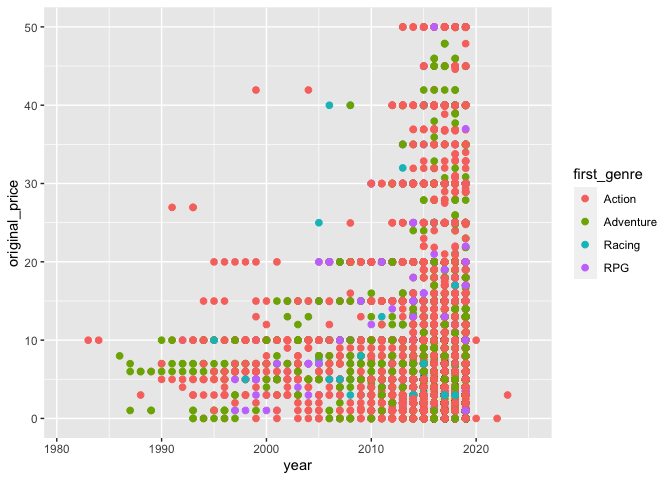 50
40
30
20
10
0
original_price
1980
1990
2000
2010
2020
year
first_genre
Action
Adventure
Racing
RPG